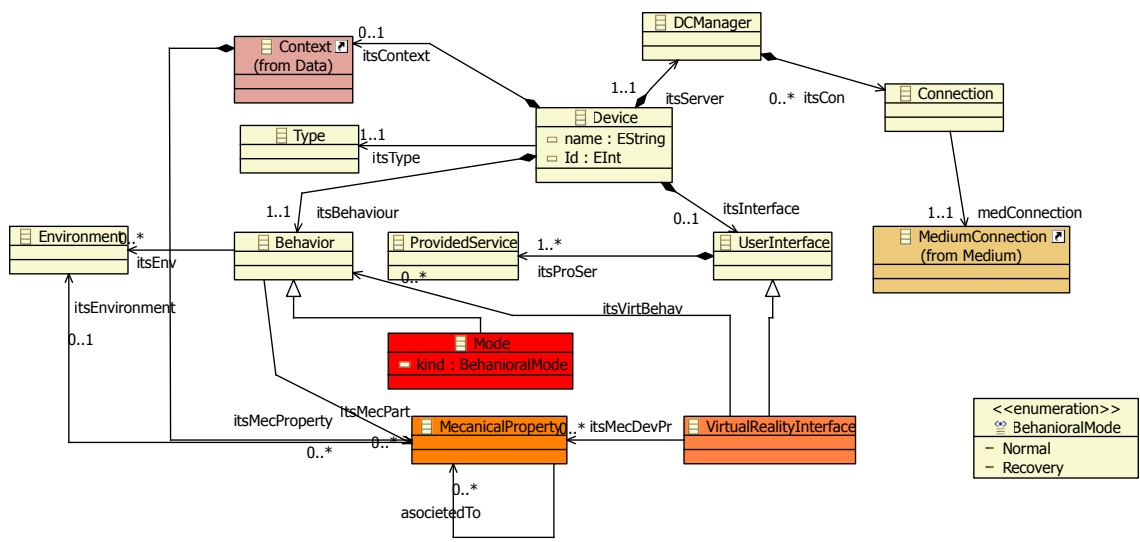 DCManager
0..1
Context
(from Data)
itsContext
1..1
itsServer
0..*
itsCon
Connection
Device
name : EString
Id : EInt
Type
1..1
itsType
1..1
itsBehaviour
0..1
itsInterface
1..1
medConnection
Environment
0..*
itsEnv
Behavior
ProvidedService
1..*
itsProSer
UserInterface
MediumConnection
(from Medium)
0..*
itsEnvironment
0..1
itsVirtBehav
Mode
kind : BehanioralMode
itsMecProperty
itsMecPart
0..*
0..*
MecanicalProperty
0..*
itsMecDevPr
VirtualRealityInterface
<<enumeration>>
BehanioralMode
Normal
Recovery
0..*
asocietedTo